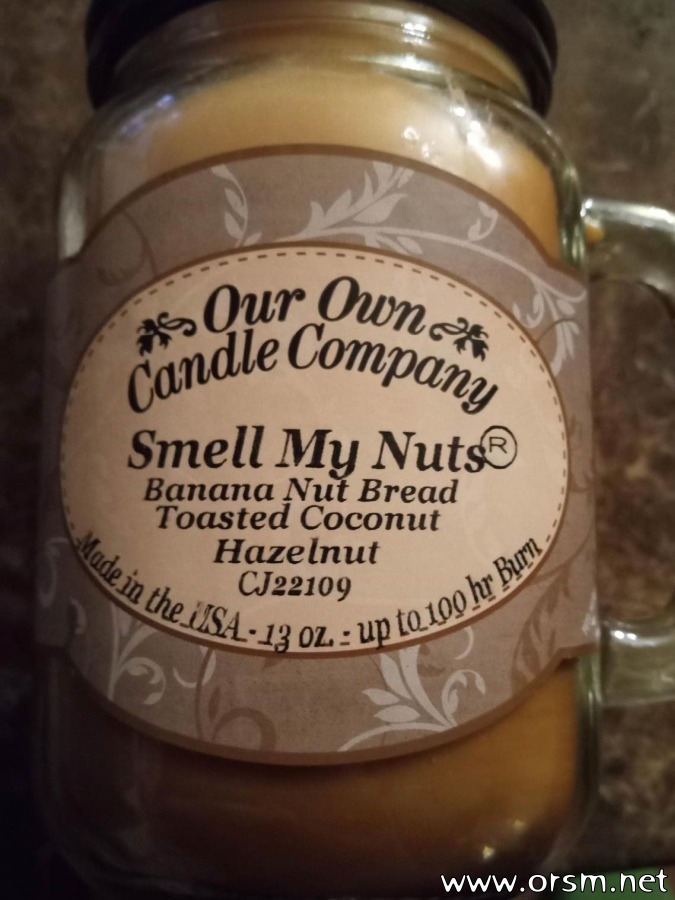 Our Own
Candle Company
Smell My Nuts®
Banana Nut Bread
Toasted Coconut
Hazelnut
CJ22109
Made in the USA - 13 oz. - up to 100 hr Burn
www.orsm.net